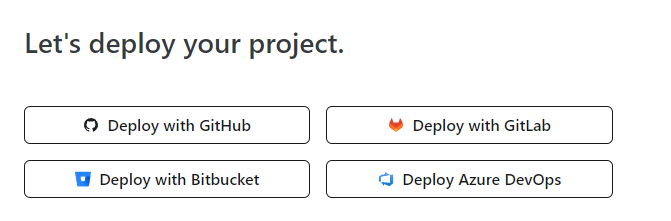 Let's deploy your project.
Deploy with GitHub
Deploy with GitLab
Deploy with Bitbucket
Deploy Azure DevOps